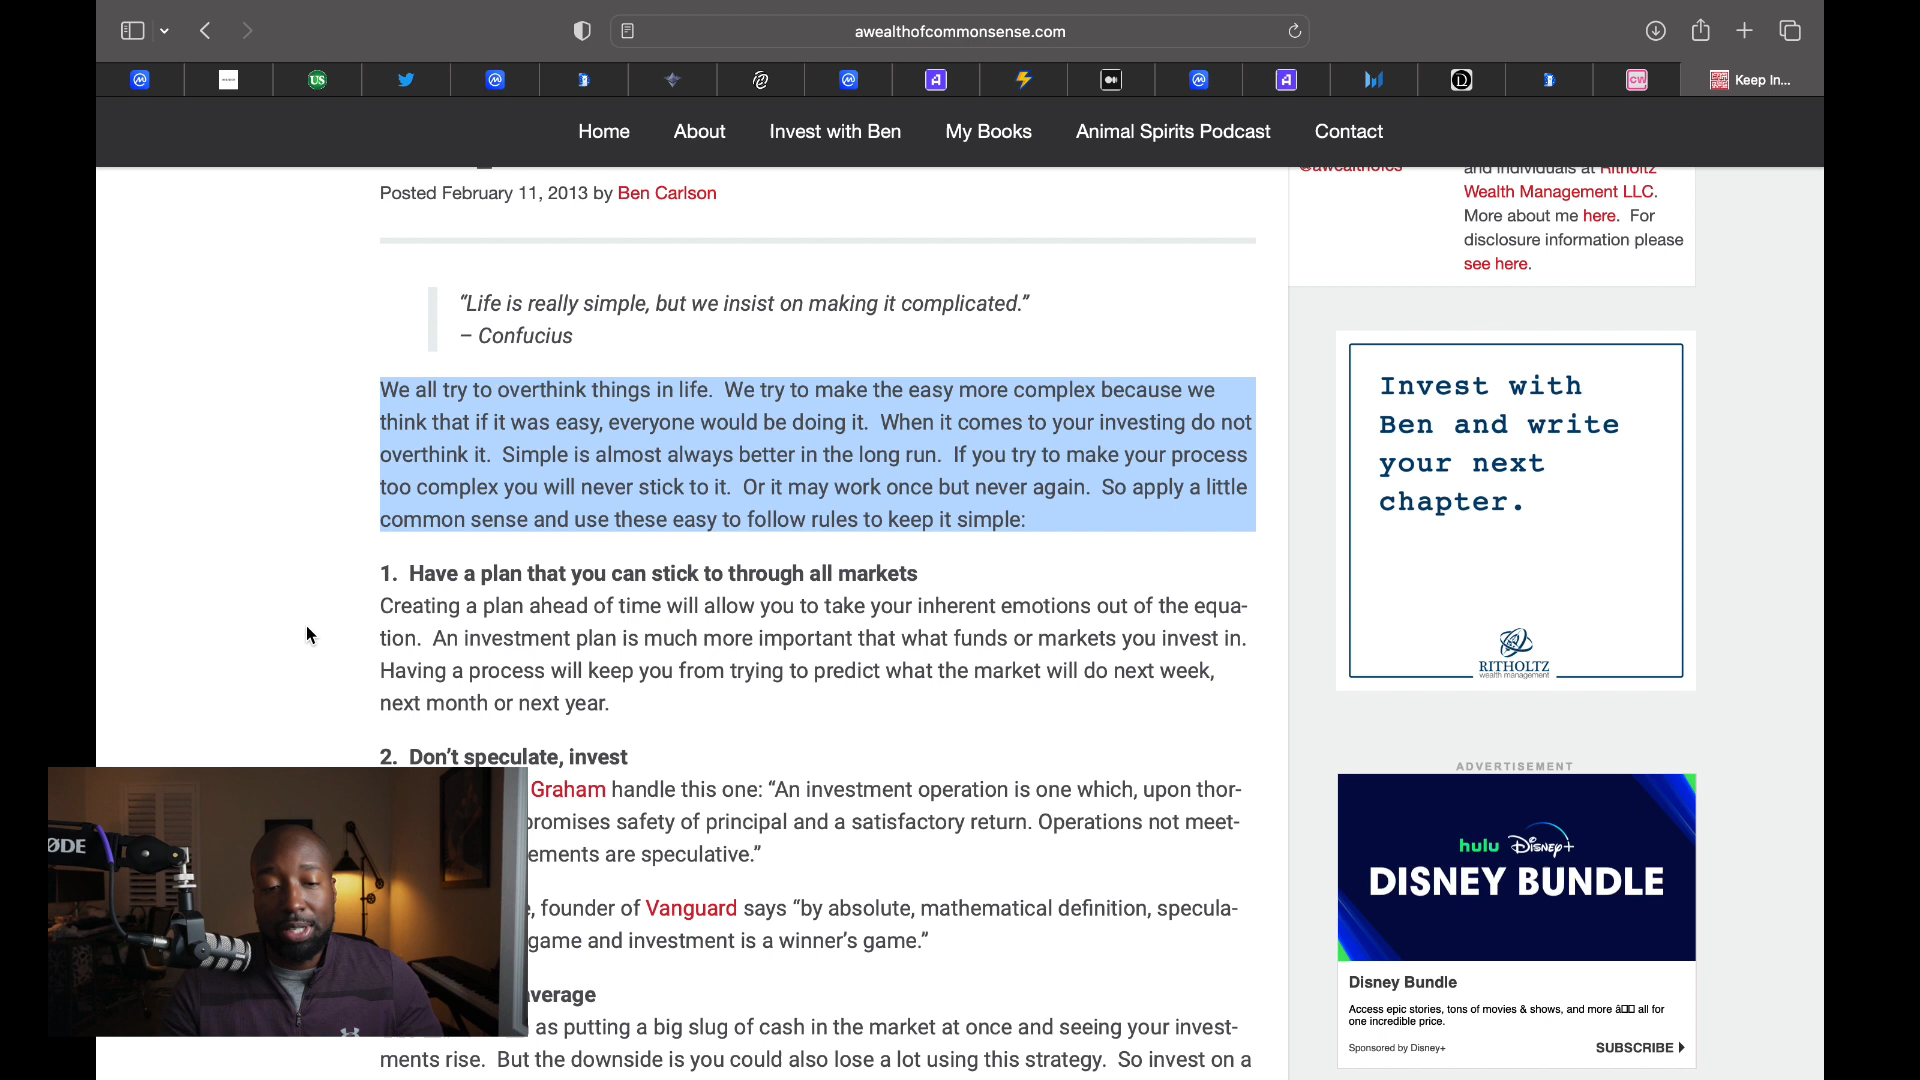 awealthofcommonsense.com
US
A
A
D
CW
Keep In...
Home About Invest with Ben My Books Animal Spirits Podcast Contact
Posted February 11, 2013 by Ben Carlson
“Life is really simple, but we insist on making it complicated.”
– Confucius
We all try to overthink things in life. We try to make the easy more complex because we
think that if it was easy, everyone would be doing it. When it comes to your investing do not
overthink it. Simple is almost always better in the long run. If you try to make your process
too complex you will never stick to it. Or it may work once but never again. So apply a little
common sense and use these easy to follow rules to keep it simple:
1. Have a plan that you can stick to through all markets
Creating a plan ahead of time will allow you to take your inherent emotions out of the equa-
tion. An investment plan is much more important that what funds or markets you invest in.
Having a process will keep you from trying to predict what the market will do next week,
next month or next year.
2. Don’t speculate, invest
Graham handle this one: “An investment operation is one which, upon thor-
promises safety of principal and a satisfactory return. Operations not meet-
ements are speculative.”
, founder of Vanguard says “by absolute, mathematical definition, specula-
game and investment is a winner’s game.”
verage
as putting a big slug of cash in the market at once and seeing your invest-
ments rise. But the downside is you could also lose a lot using this strategy. So invest on a
@awealthofcs
and individuals at Ritholtz
Wealth Management LLC.
More about me here. For
disclosure information please
see here.
Invest with
Ben and write
your next
chapter.
RITHOLTZ
wealth management
ADVERTISEMENT
hulu Disney+
DISNEY BUNDLE
Disney Bundle
Access epic stories, tons of movies & shows, and more â all for
one incredible price.
Sponsored by Disney+
SUBSCRIBE
RØDE